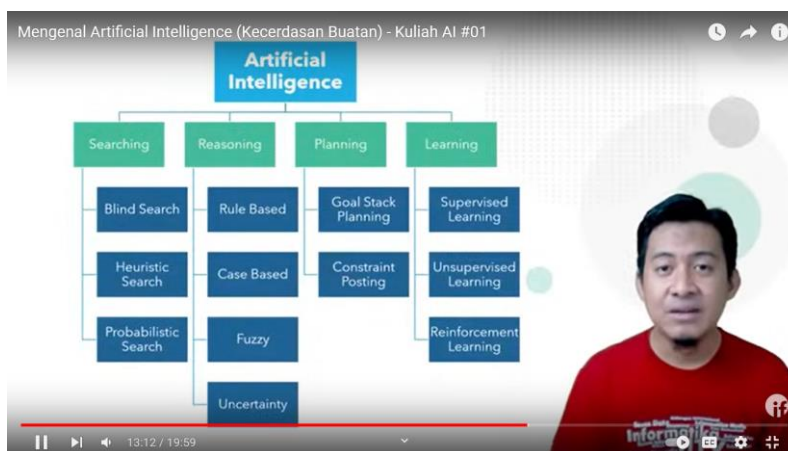 Mengenal Artificial Intelligence (Kecerdasan Buatan) - Kuliah AI #01
Artificial
Intelligence
Searching
Reasoning
Planning
Learning
Blind Search
Rule Based
Goal Stack
Planning
Supervised
Learning
Heuristic
Search
Case Based
Constraint
Posting
Unsupervised
Learning
Probabilistic
Search
Fuzzy
Reinforcement
Learning
Uncertainty
if
Informatika
13:12 / 19:59
CC